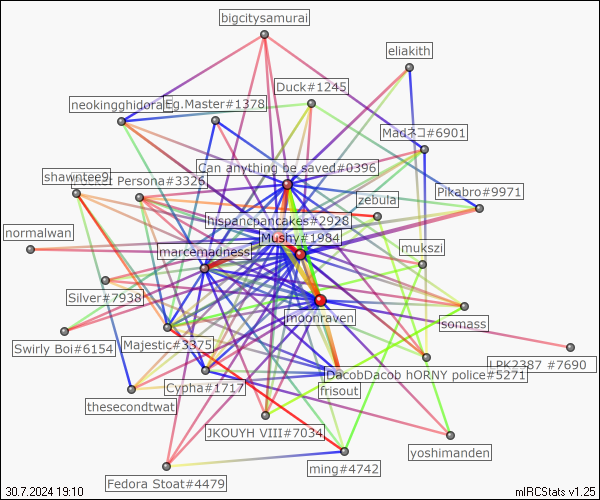 bigcitysamurai
eliakith
Duck#1245
neokingghidora
Eg.Master#1378
Madスコ#6901
Can anything be saved#0396
shawntee9
Persona#3326
Pikabro#9971
zebula
hispancpancakes#2928
normalwan
Mushy#1984
marcemadness
mukszi
Silver#7938
somass
moonraven
Swirly Boi#6154
Majestic#3375
LPK2387 #7690
DacobDacob hORNY police#5271
Cypha#1717
frisout
thesecondtwat
JKOUYH VIII#7034
yoshimanden
ming#4742
Fedora Stoat#4479
30.7.2024 19:10
mIRCStats v1.25